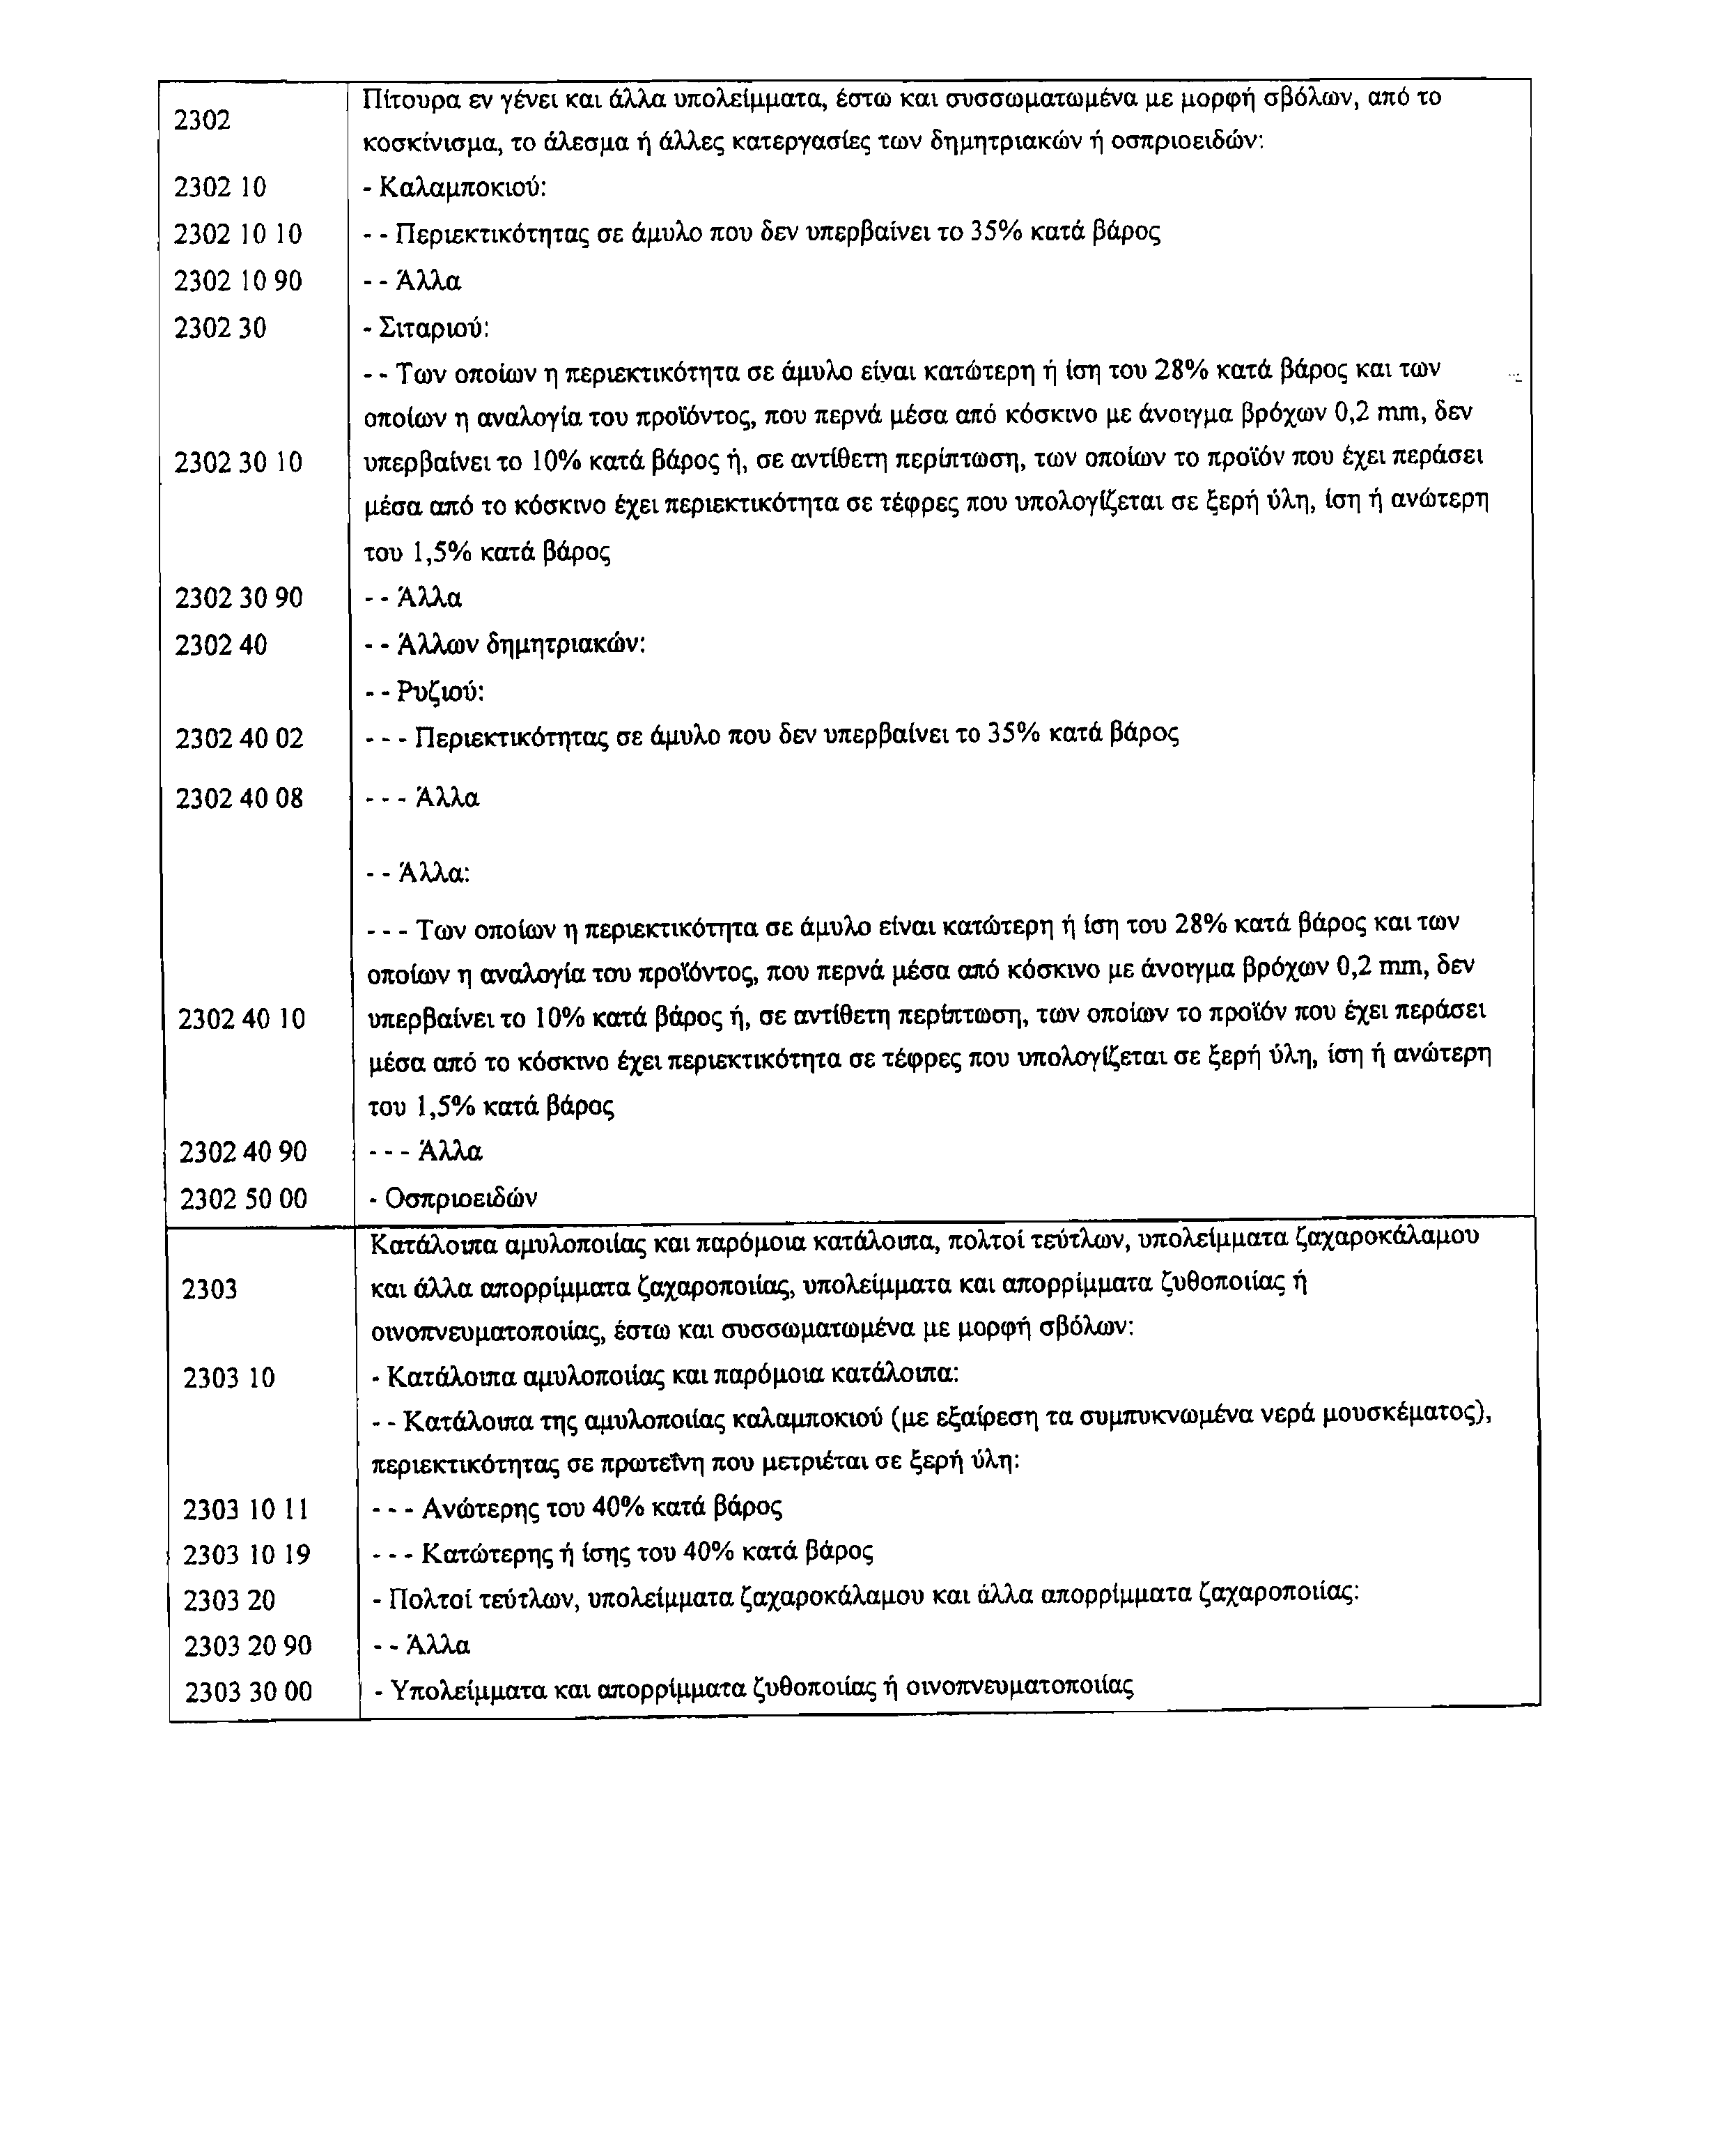 2302 Πίτουρα εν γένει και άλλα υπολείμματα, έστω και συσσωματωμένα με μορφή σβόλων, από το
κοσκίνισμα, το άλεσμα ή άλλες κατεργασίες των δημητριακών ή οσπριοειδών:
2302 10 - Καλαμποκιού:
2302 10 10 - - Περιεκτικότητας σε άμυλο που δεν υπερβαίνει το 35% κατά βάρος
2302 10 90 - - Άλλα
2302 30 - Σιταριού:
- - Των οποίων η περιεκτικότητα σε άμυλο είναι κατώτερη ή ίση του 28% κατά βάρος και των
οποίων η αναλογία του προϊόντος, που περνά μέσα από κόσκινο με άνοιγμα βρόχων 0,2 mm, δεν
2302 30 10 υπερβαίνει το 10% κατά βάρος ή, σε αντίθετη περίπτωση, των οποίων το προϊόν που έχει περάσει
μέσα από το κόσκινο έχει περιεκτικότητα σε τέφρες που υπολογίζεται σε ξερή ύλη, ίση ή ανώτερη
του 1,5% κατά βάρος
2302 30 90 - - Άλλα
2302 40 - - Άλλων δημητριακών:
- - Ρυζιού:
2302 40 02 - - - Περιεκτικότητας σε άμυλο που δεν υπερβαίνει το 35% κατά βάρος
2302 40 08 - - - Άλλα
- - Άλλα:
- - - Των οποίων η περιεκτικότητα σε άμυλο είναι κατώτερη ή ίση του 28% κατά βάρος και των
οποίων η αναλογία του προϊόντος, που περνά μέσα από κόσκινο με άνοιγμα βρόχων 0,2 mm, δεν
2302 40 10 υπερβαίνει το 10% κατά βάρος ή, σε αντίθετη περίπτωση, των οποίων το προϊόν που έχει περάσει
μέσα από το κόσκινο έχει περιεκτικότητα σε τέφρες που υπολογίζεται σε ξερή ύλη, ίση ή ανώτερη
του 1,5% κατά βάρος
2302 40 90 - - - Άλλα
2302 50 00 - Οσπριοειδών
Κατάλοιπα αμυλοποιίας και παρόμοια κατάλοιπα, πολτοί τεύτλων, υπολείμματα ζαχαροκάλαμου
2303 και άλλα απορρίμματα ζαχαροποιίας, υπολείμματα και απορρίμματα ζυθοποιίας ή
οινοπνευματοποιίας, έστω και συσσωματωμένα με μορφή σβόλων:
2303 10 - Κατάλοιπα αμυλοποιίας και παρόμοια κατάλοιπα:
- - Κατάλοιπα της αμυλοποιίας καλαμποκιού (με εξαίρεση τα συμπυκνωμένα νερά μουσκέματος),
περιεκτικότητας σε πρωτεΐνη που μετριέται σε ξερή ύλη:
2303 10 11 - - - Ανώτερης του 40% κατά βάρος
2303 10 19 - - - Κατώτερης ή ίσης του 40% κατά βάρος
2303 20 - Πολτοί τεύτλων, υπολείμματα ζαχαροκάλαμου και άλλα απορρίμματα ζαχαροποιίας:
2303 20 90 - - Άλλα
2303 30 00 - Υπολείμματα και απορρίμματα ζυθοποιίας ή οινοπνευματοποιίας